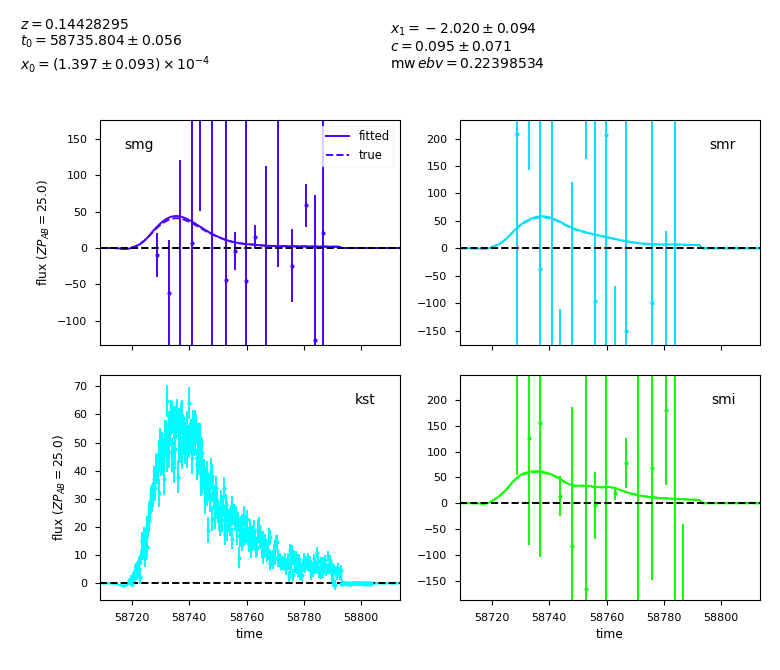 z = 0.14428295
t0 = 58735.804 ± 0.056
x0 = (1.397 ± 0.093) × 10^−4
x1 = −2.020 ± 0.094
c = 0.095 ± 0.071
mw ebv = 0.22398534
smg
fitted
true
150
100
50
0
−50
−100
flux (ZP_AB = 25.0)
smr
200
150
100
50
0
−50
−100
−150
kst
70
60
50
40
30
20
10
0
flux (ZP_AB = 25.0)
58720 58740 58760 58780 58800
time
smi
200
150
100
50
0
−50
−100
−150
58720 58740 58760 58780 58800
time